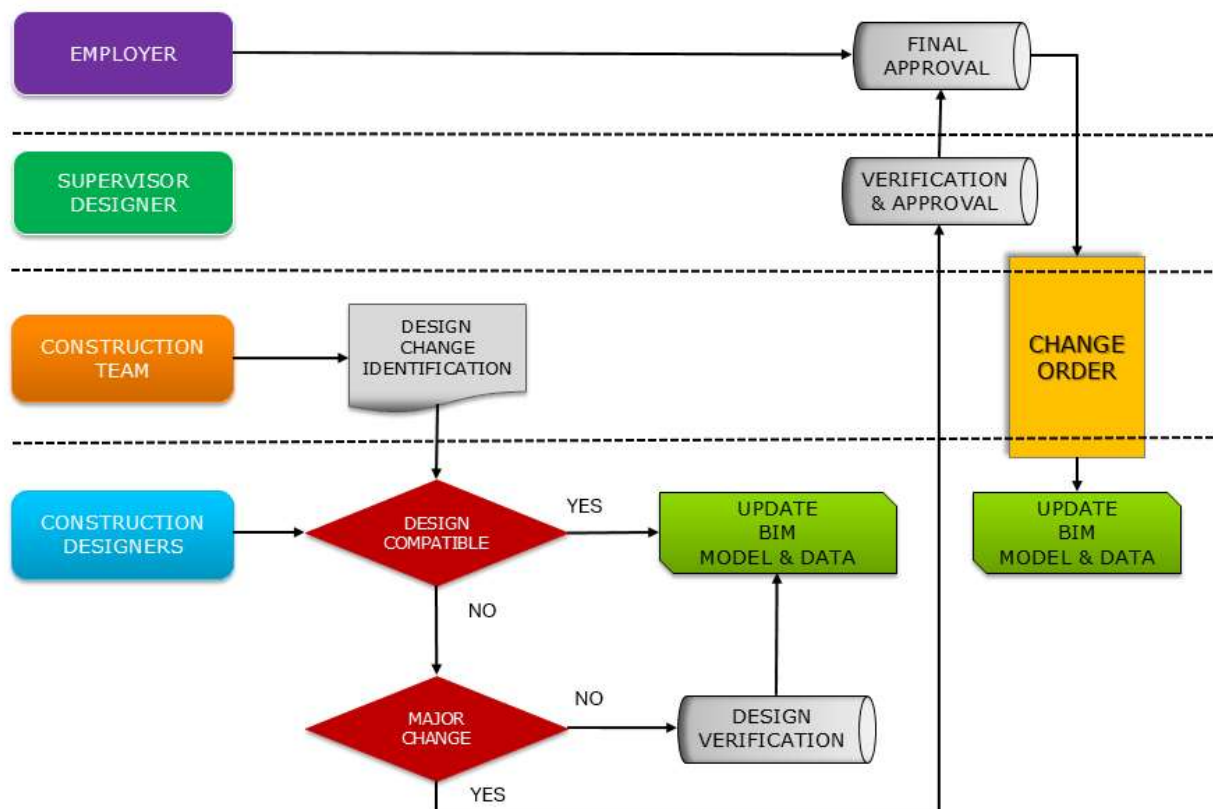 EMPLOYER
FINAL
APPROVAL
SUPERVISOR
DESIGNER
VERIFICATION
& APPROVAL
CONSTRUCTION
TEAM
DESIGN
CHANGE
IDENTIFICATION
CHANGE
ORDER
CONSTRUCTION
DESIGNERS
DESIGN
COMPATIBLE
YES
UPDATE
BIM
MODEL & DATA
UPDATE
BIM
MODEL & DATA
NO
MAJOR
CHANGE
NO
DESIGN
VERIFICATION
YES